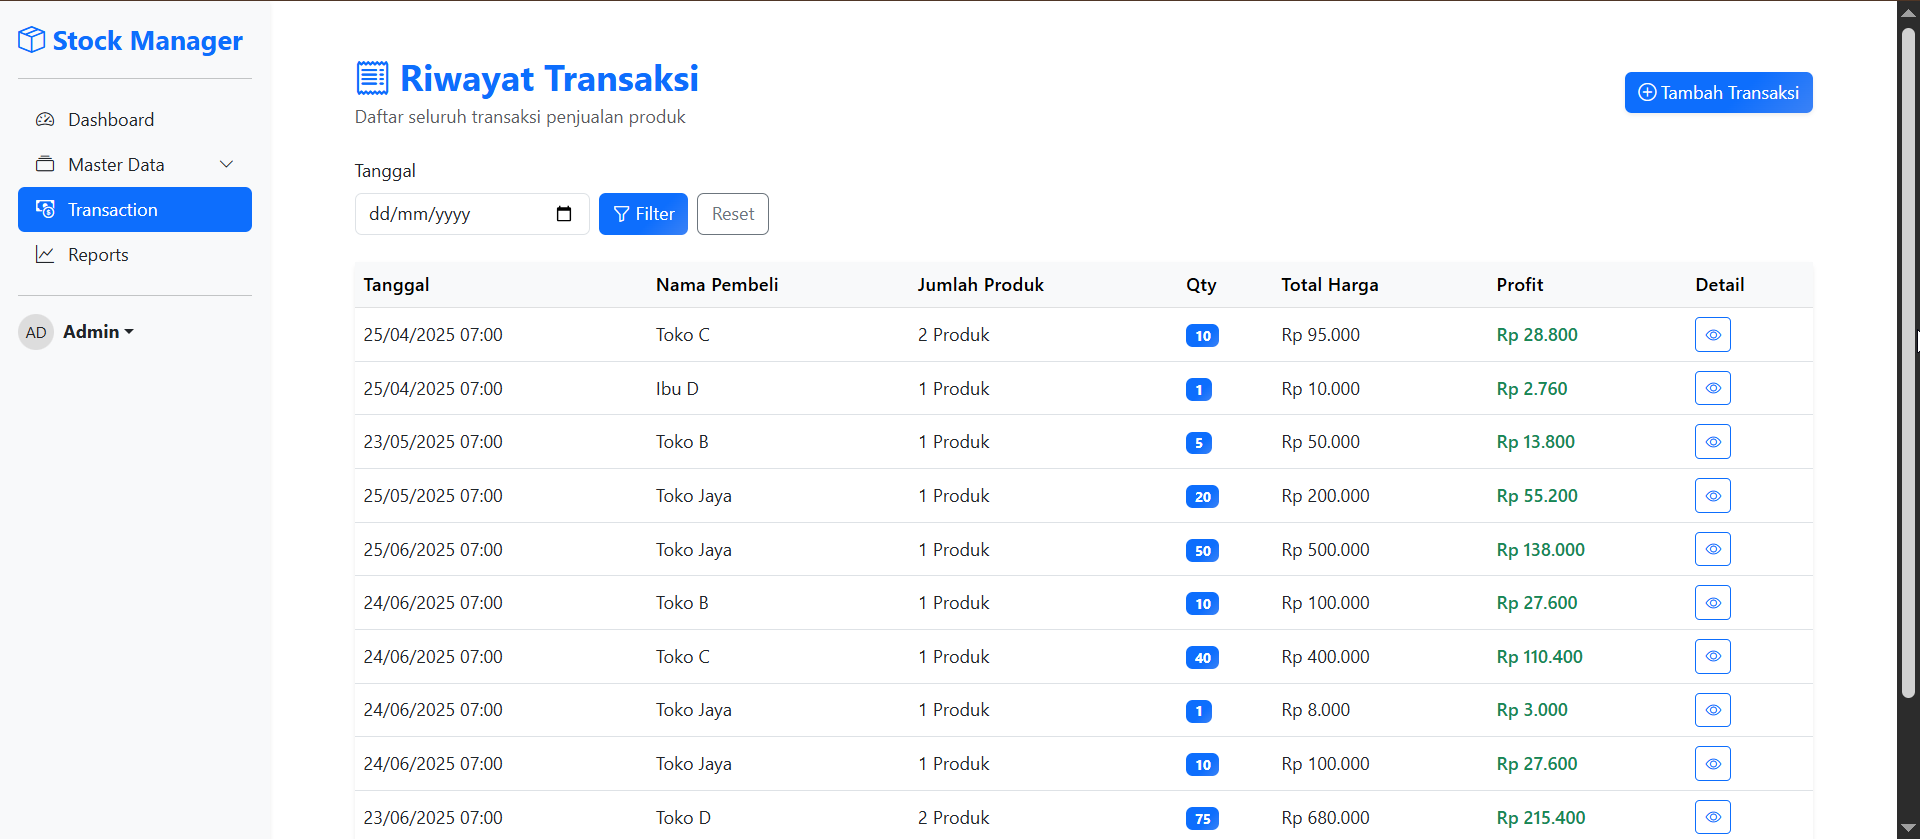 Stock Manager
Dashboard
Master Data
Transaction
Reports
AD Admin
Riwayat Transaksi
Daftar seluruh transaksi penjualan produk
Tambah Transaksi
Tanggal
dd/mm/yyyy Filter Reset
Tanggal Nama Pembeli Jumlah Produk Qty Total Harga Profit Detail
25/04/2025 07:00 Toko C 2 Produk 10 Rp 95.000 Rp 28.800
25/04/2025 07:00 Ibu D 1 Produk 1 Rp 10.000 Rp 2.760
23/05/2025 07:00 Toko B 1 Produk 5 Rp 50.000 Rp 13.800
25/05/2025 07:00 Toko Jaya 1 Produk 20 Rp 200.000 Rp 55.200
25/06/2025 07:00 Toko Jaya 1 Produk 50 Rp 500.000 Rp 138.000
24/06/2025 07:00 Toko B 1 Produk 10 Rp 100.000 Rp 27.600
24/06/2025 07:00 Toko C 1 Produk 40 Rp 400.000 Rp 110.400
24/06/2025 07:00 Toko Jaya 1 Produk 1 Rp 8.000 Rp 3.000
24/06/2025 07:00 Toko Jaya 1 Produk 10 Rp 100.000 Rp 27.600
23/06/2025 07:00 Toko D 2 Produk 75 Rp 680.000 Rp 215.400